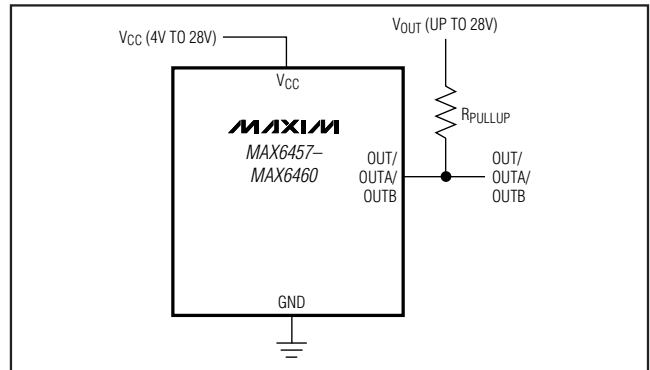 VCC (4V TO 28V)
VOUT (UP TO 28V)
VCC
RPULLUP
MAXIM
MAX6457–
MAX6460
OUT/
OUTA/
OUTB
OUT/
OUTA/
OUTB
GND